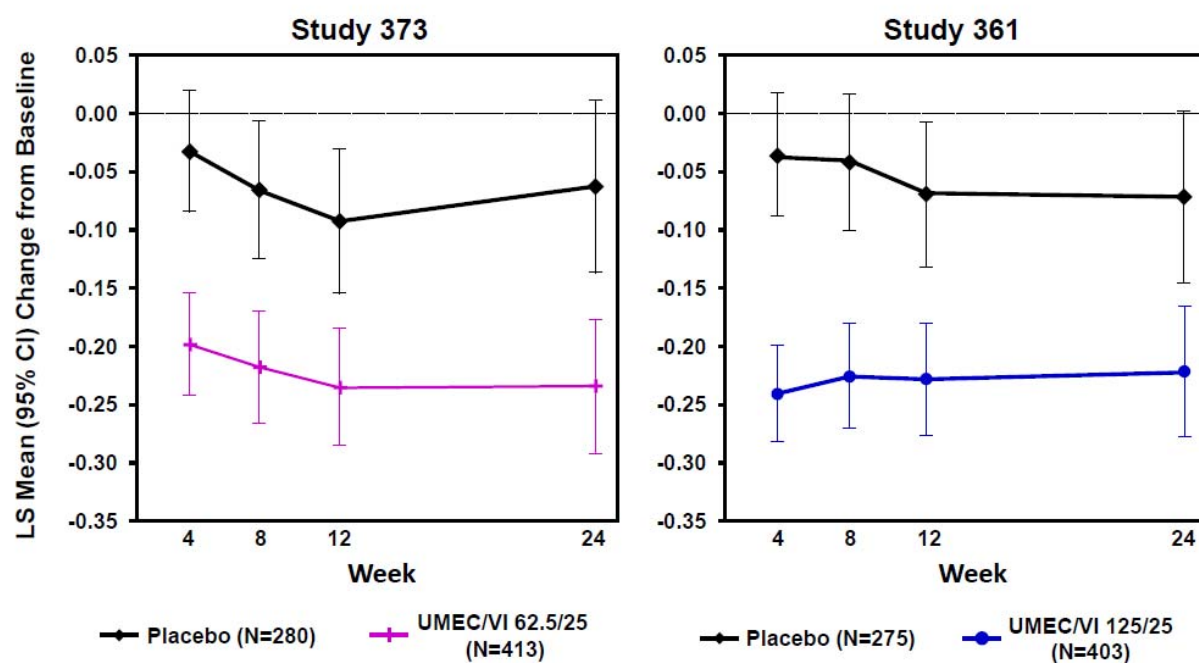 Study 373
Study 361
LS Mean (95% CI) Change from Baseline
0.05
0.00
-0.05
-0.10
-0.15
-0.20
-0.25
-0.30
-0.35
4 8 12 24
Week
0.05
0.00
-0.05
-0.10
-0.15
-0.20
-0.25
-0.30
-0.35
4 8 12 24
Week
Placebo (N=280)
UMEC/VI 62.5/25
(N=413)
Placebo (N=275)
UMEC/VI 125/25
(N=403)